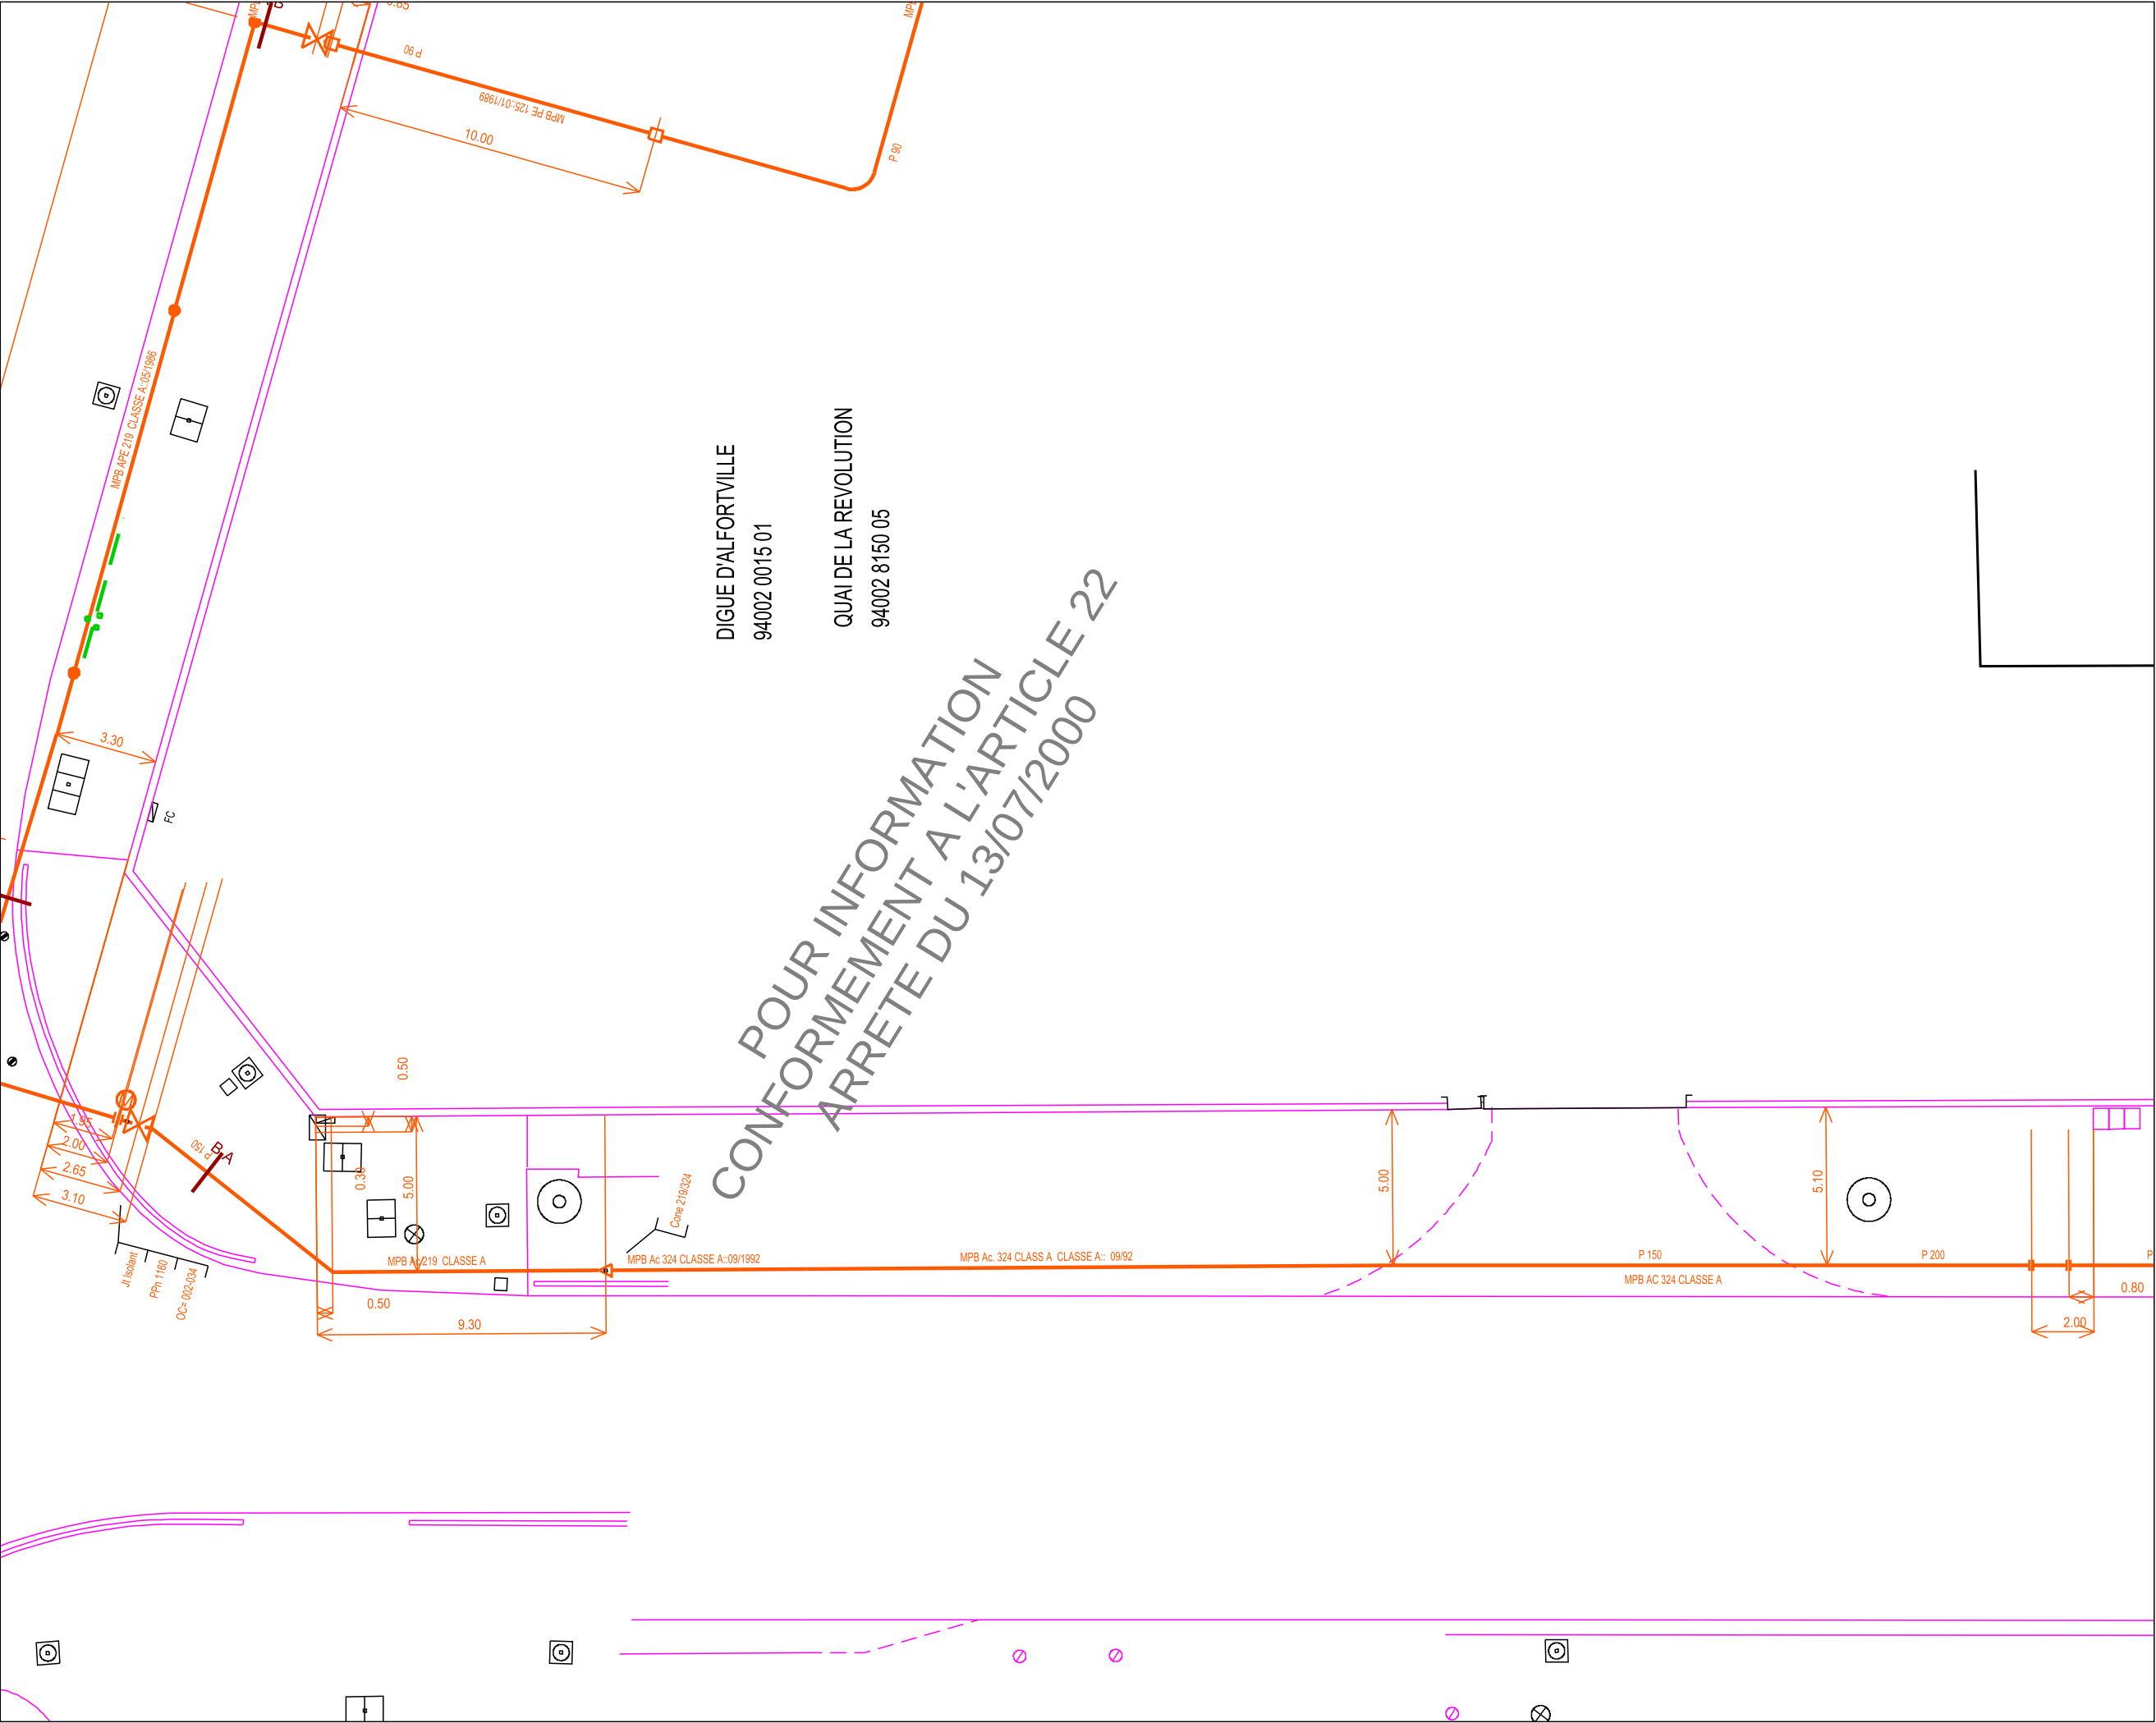 0.85
P 90
MPB PE 125::01/1989
10.00
P 90
MPB APE 219 CLASSE A::05/1986
DIGUE D'ALFORTVILLE
94002 0015 01
QUAI DE LA REVOLUTION
94002 8150 05
POUR INFORMATION
CONFORMEMENT A L'ARTICLE 22
ARRETE DU 13/07/2000
3.30
FC
0.50
1.95
2.00
2.65
3.10
P 150
B.A
0.30
5.00
Cone 219/324
5.00
5.10
Jt Isolant
PPn 1160
OC= 002-034
MPB Ac 219 CLASSE A
MPB Ac 324 CLASSE A::09/1992
MPB Ac. 324 CLASS A CLASSE A:: 09/92
P 150
P 200
P
MPB AC 324 CLASSE A
0.50
9.30
0.80
2.00